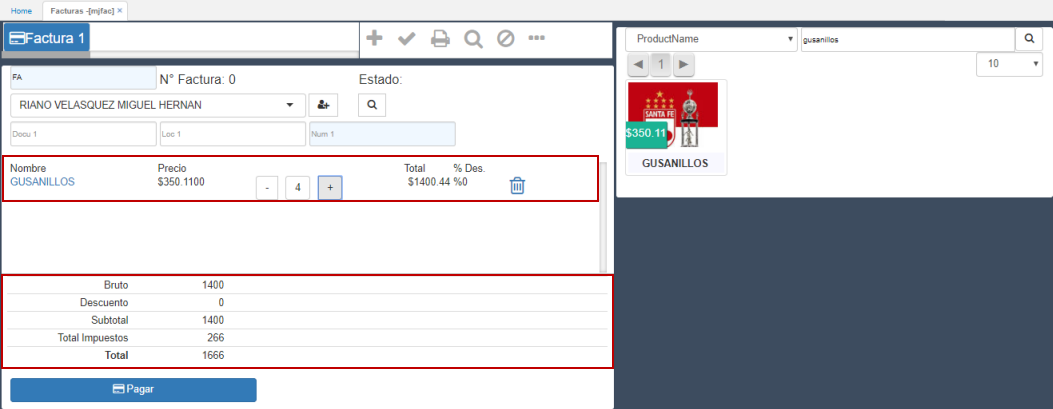 Home Facturas -[mjfac] ×
Factura 1
ProductName gusanillos
1 10
FA N° Factura: 0 Estado:
RIANO VELASQUEZ MIGUEL HERNAN
Docu 1 Loc 1 Num 1
SANTA FE
$350.11
GUSANILLOS
Nombre Precio Total % Des.
GUSANILLOS $350.1100 - 4 + $1400.44 %0
Bruto 1400
Descuento 0
Subtotal 1400
Total Impuestos 266
Total 1666
Pagar